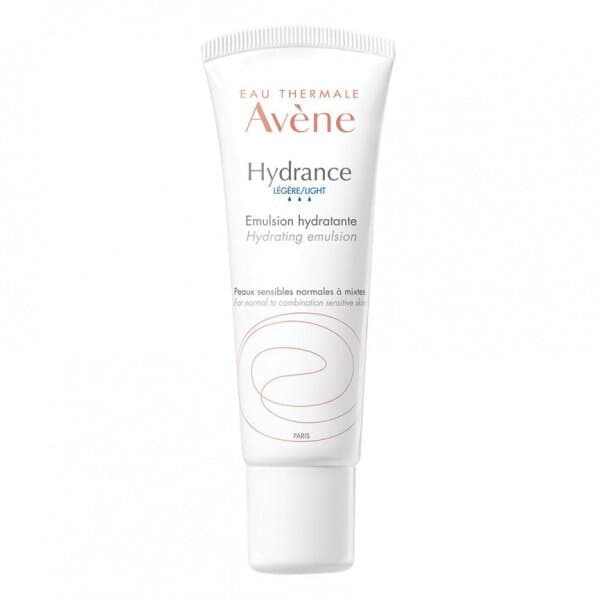 EAU THERMALE
Avène
Hydrance
LÉGÈRE/LIGHT
Emulsion hydratante
Hydrating emulsion
Peaux sensibles normales à mixtes
For normal to combination sensitive skin
PARIS